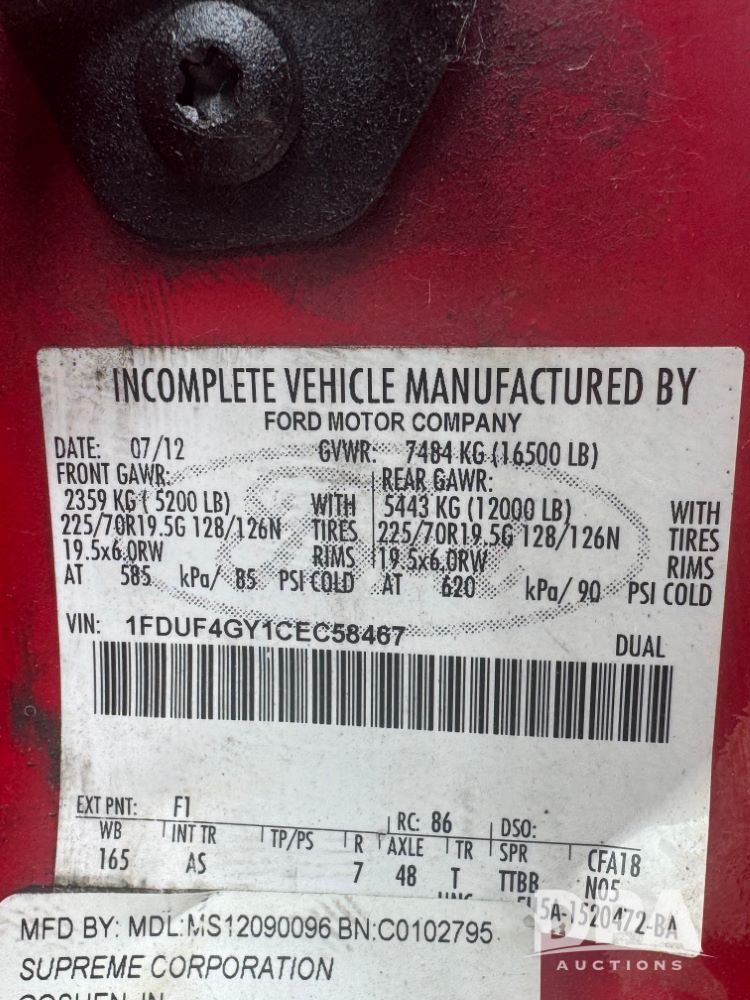 INCOMPLETE VEHICLE MANUFACTURED BY
FORD MOTOR COMPANY
DATE: 07/12 GVWR: 7484 KG (16500 LB)
FRONT GAWR: REAR GAWR:
2359 KG ( 5200 LB) WITH 5443 KG (12000 LB) WITH
225/70R19.5G 128/126N TIRES 225/70R19.5G 128/126N TIRES
19.5x6.0RW RIMS 19.5x6.0RW RIMS
AT 585 kPa/ 85 PSI COLD AT 620 kPa/ 90 PSI COLD
VIN: 1FDUF4GY1CEC58467 DUAL
EXT PNT: F1 RC: 86 DSO:
WB INT TR TP/PS R AXLE TR SPR CFA18
165 AS 7 48 T TTBB N05
5A-1520472-BA
MFD BY: MDL:MS12090096 BN:C0102795
SUPREME CORPORATION
GOSHEN, IN
DBA
AUCTIONS